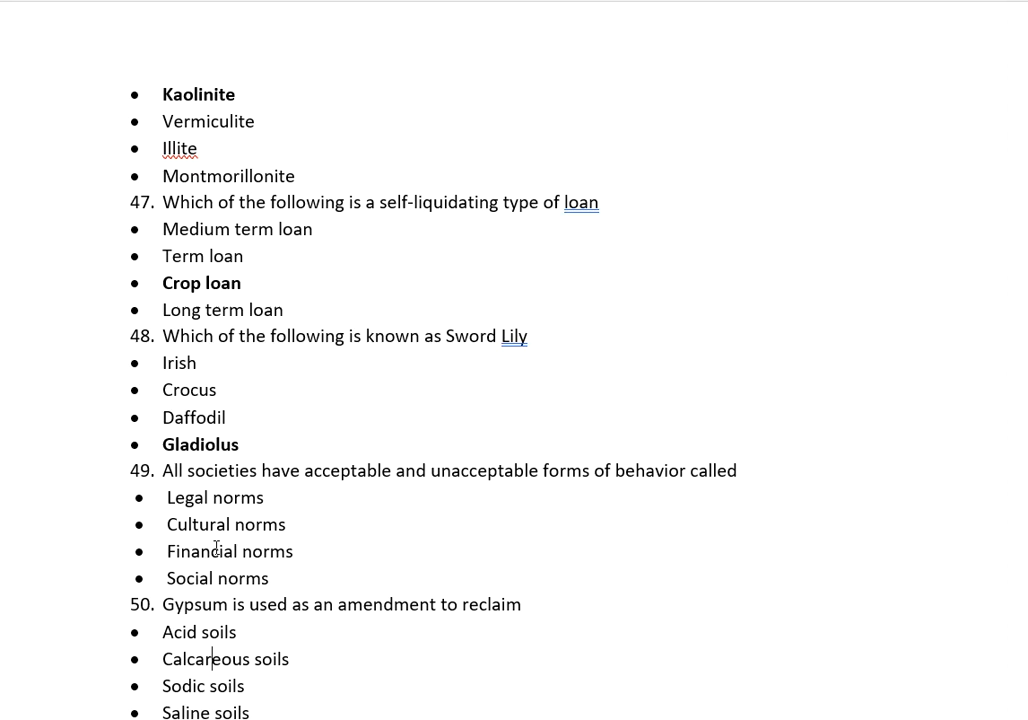 • Kaolinite
• Vermiculite
• Illite
• Montmorillonite
47. Which of the following is a self-liquidating type of loan
• Medium term loan
• Term loan
• Crop loan
• Long term loan
48. Which of the following is known as Sword Lily
• Irish
• Crocus
• Daffodil
• Gladiolus
49. All societies have acceptable and unacceptable forms of behavior called
• Legal norms
• Cultural norms
• Financial norms
• Social norms
50. Gypsum is used as an amendment to reclaim
• Acid soils
• Calcareous soils
• Sodic soils
• Saline soils